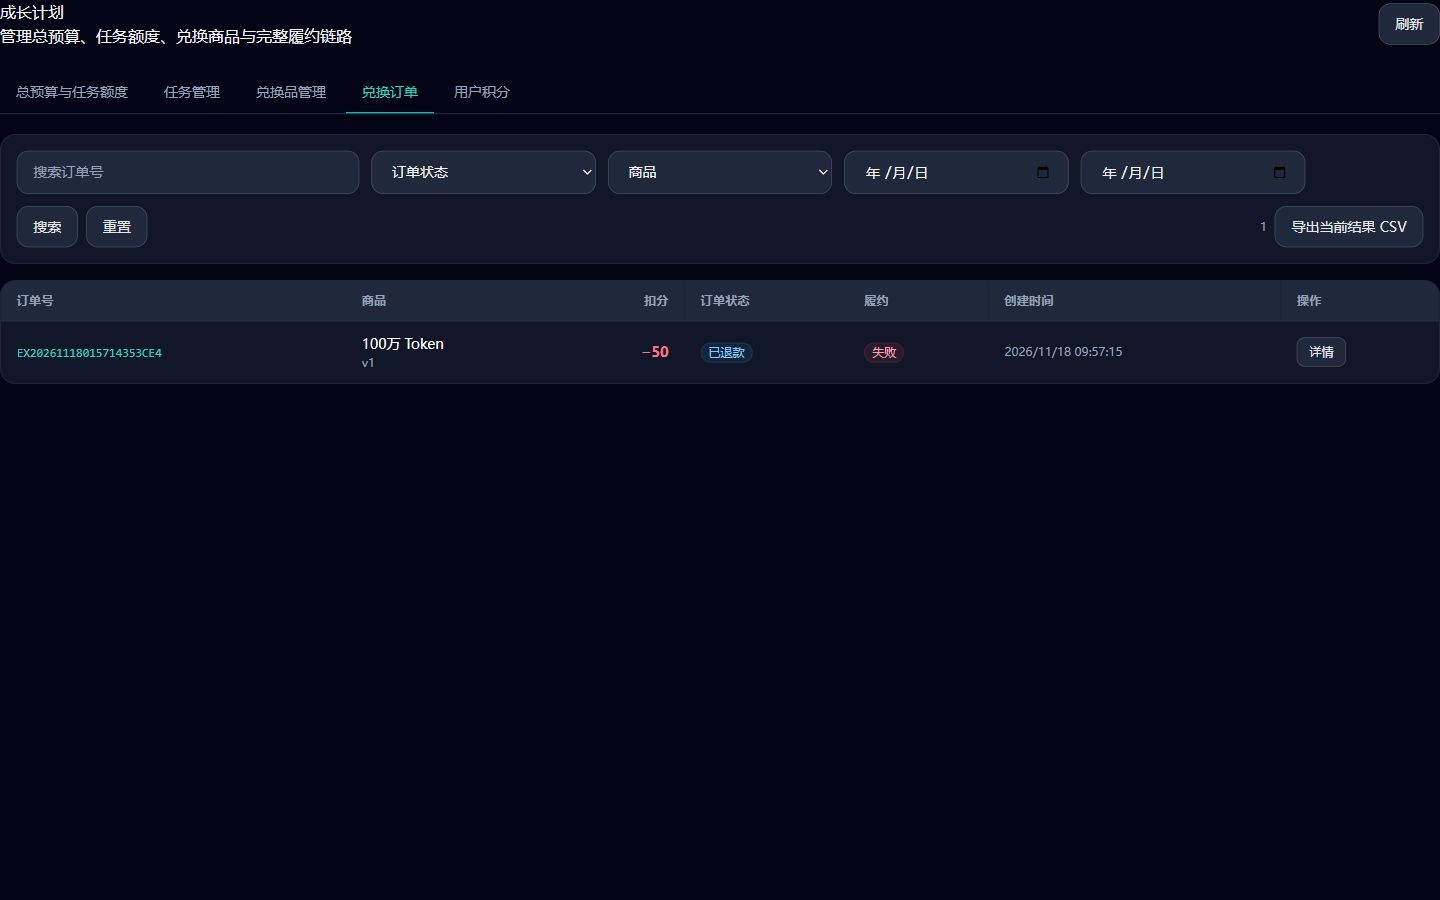 成长计划
管理总预算、任务额度、兑换商品与完整履约链路
刷新
总预算与任务额度 任务管理 兑换品管理 兑换订单 用户积分
搜索订单号 订单状态 商品 年 /月/日 年 /月/日
搜索 重置 1 导出当前结果 CSV
订单号 商品 扣分 订单状态 履约 创建时间 操作
EX20261118015714353CE4 100万 Token −50 已退款 失败 2026/11/18 09:57:15 详情
v1